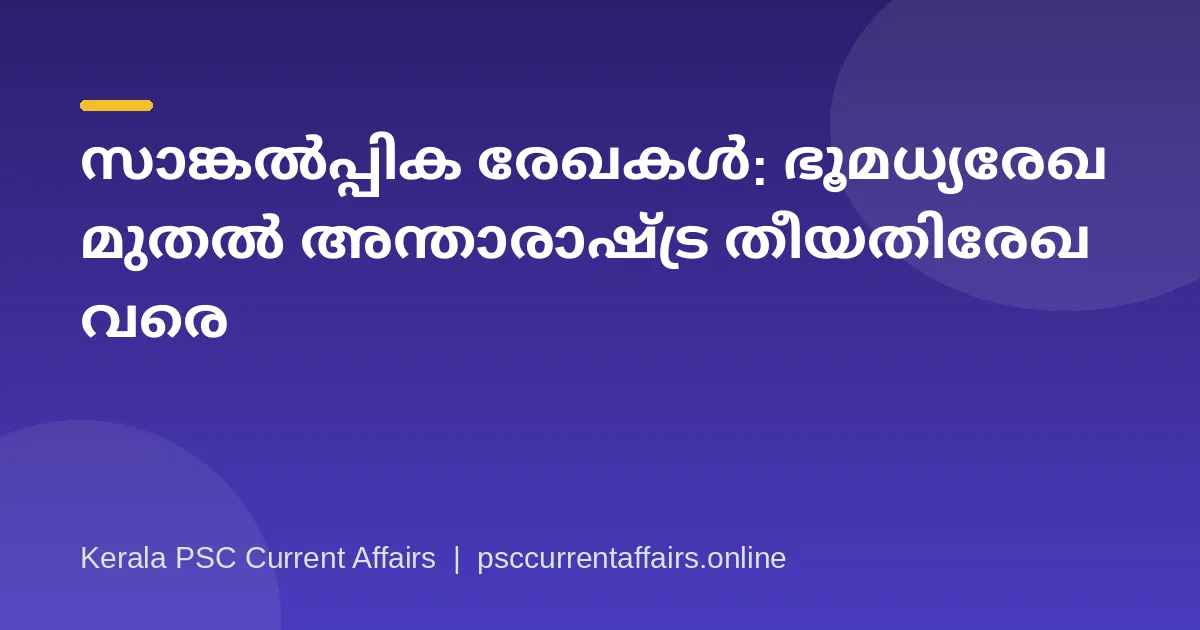 സാങ്കൽപ്പിക രേഖകൾ: ഭൂമധ്യരേഖ
മുതൽ അന്താരാഷ്ട്ര തീയതിരേഖ
വരെ
Kerala PSC Current Affairs | psccurrentaffairs.online